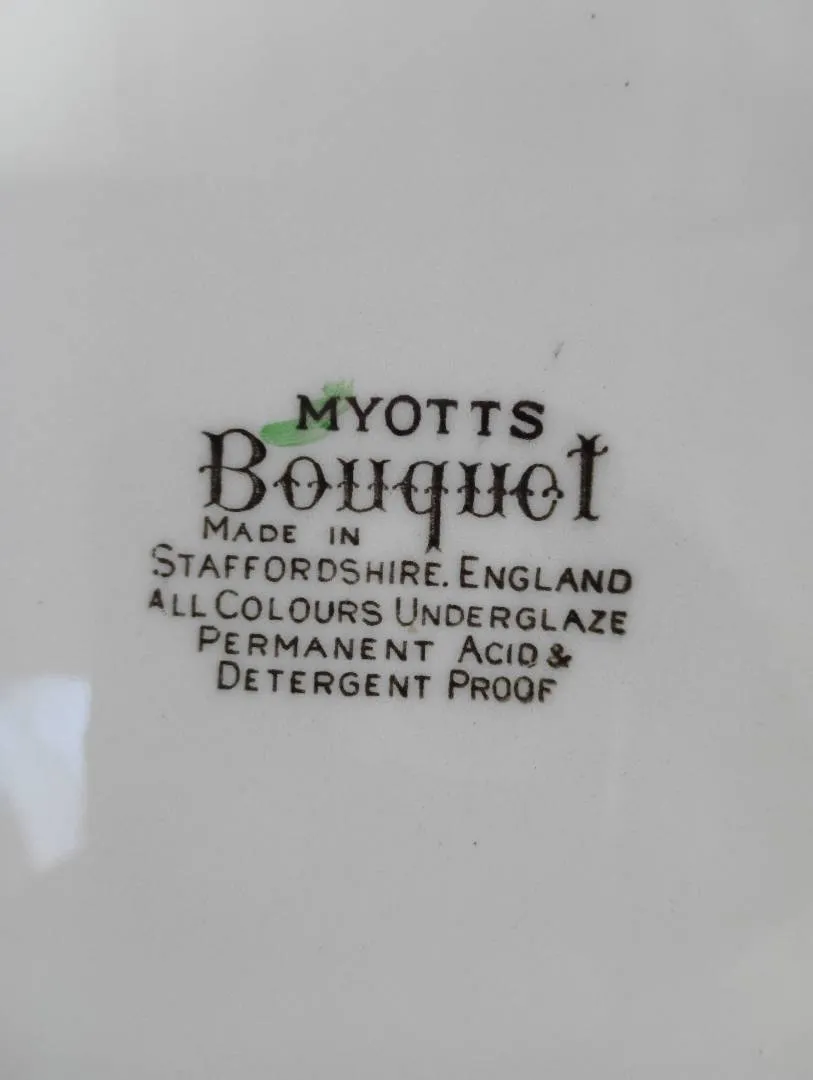 MYOTTS
Bouquet
MADE IN
STAFFORDSHIRE. ENGLAND
ALL COLOURS UNDERGLAZE
PERMANENT ACID &
DETERGENT PROOF